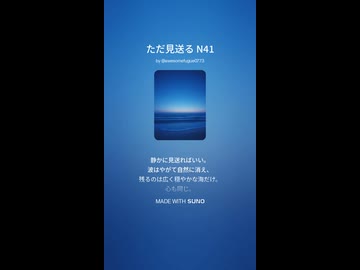 ただ見送る N41
by @awesomefugue0173
静かに見送ればいい。
波はやがて自然に消え、
残るのは広く穏やかな海だけ。
心も同じ。
MADE WITH SUNO